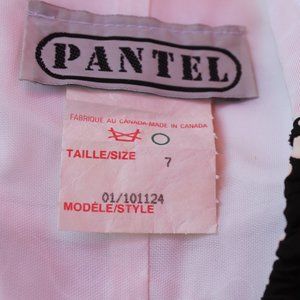 PANTEL
FABRIQUE AU CANADA-MADE IN CANADA
TAILLE/SIZE 7
01/101124
MODÈLE/STYLE